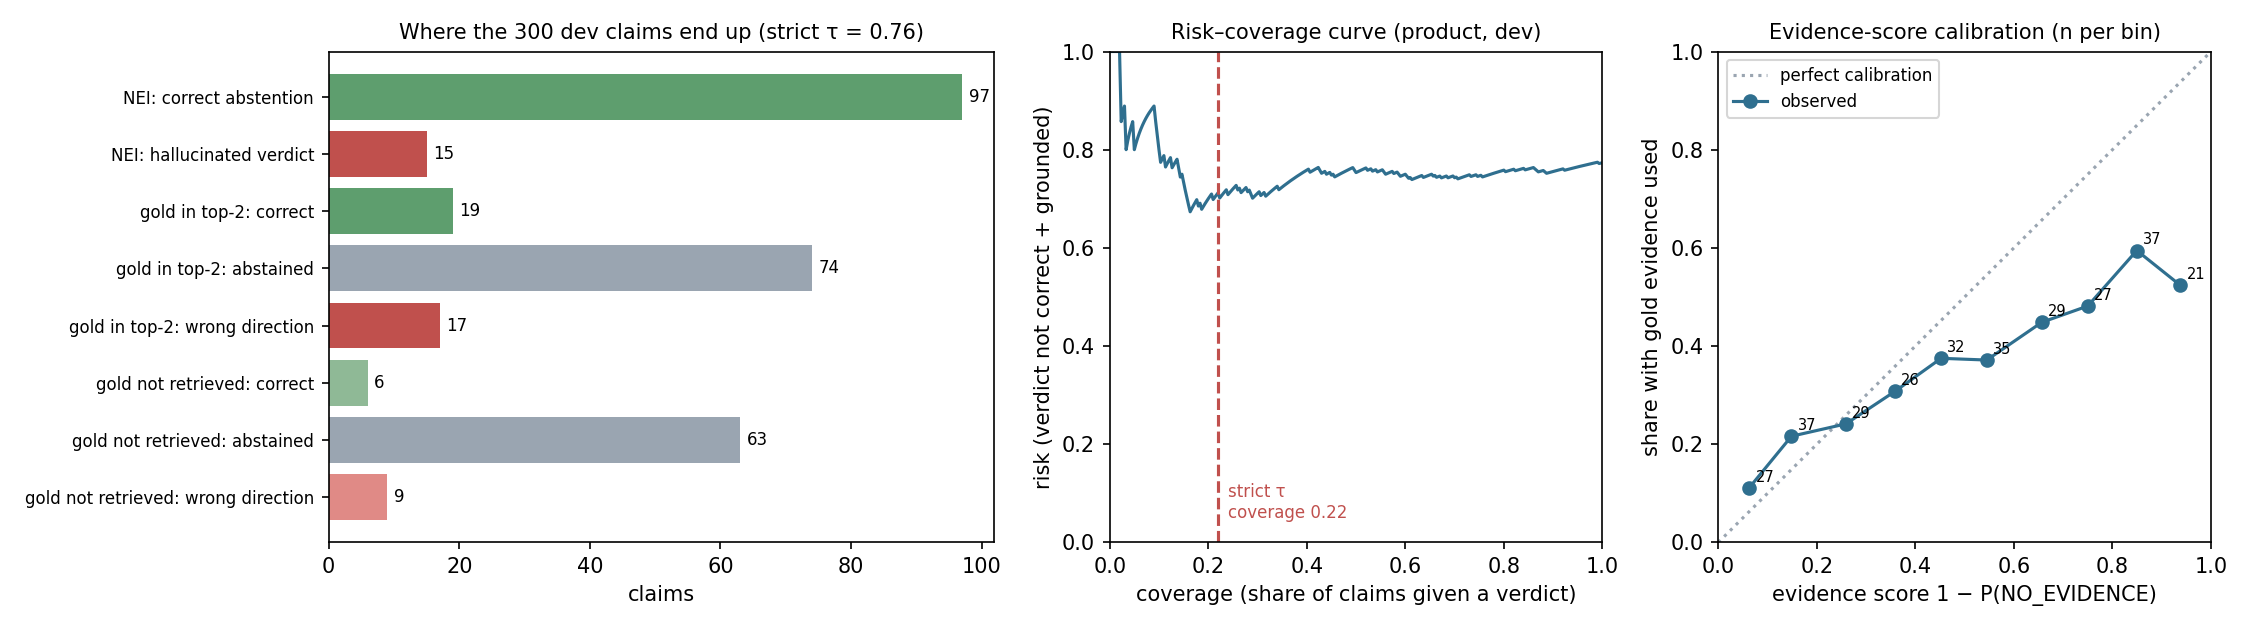 Where the 300 dev claims end up (strict τ = 0.76)
NEI: correct abstention
97
NEI: hallucinated verdict
15
gold in top-2: correct
19
gold in top-2: abstained
74
gold in top-2: wrong direction
17
gold not retrieved: correct
6
gold not retrieved: abstained
63
gold not retrieved: wrong direction
9
0 20 40 60 80 100
claims
Risk–coverage curve (product, dev)
risk (verdict not correct + grounded)
1.0
0.8
0.6
0.4
0.2
0.0
strict τ
coverage 0.22
0.0 0.2 0.4 0.6 0.8 1.0
coverage (share of claims given a verdict)
Evidence-score calibration (n per bin)
share with gold evidence used
1.0
0.8
0.6
0.4
0.2
0.0
perfect calibration
observed
27
37
29
26
32
35
29
27
37
21
0.0 0.2 0.4 0.6 0.8 1.0
evidence score 1 − P(NO_EVIDENCE)